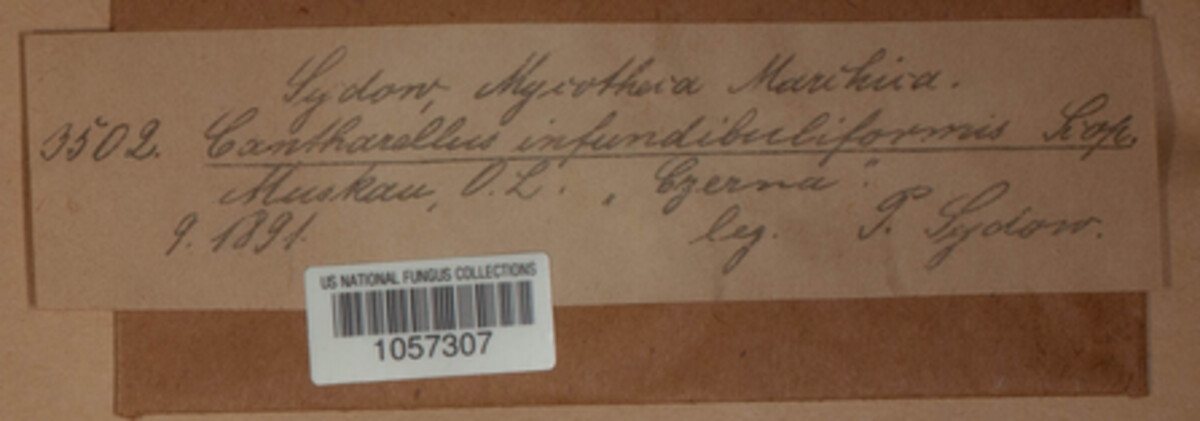 Sydow, Mycotheca Marchica.
3502. Cantharellus infundibuliformis Scop.
Muskau, O. L. „Czerna“.
9. 1891. leg. P. Sydow.
US NATIONAL FUNGUS COLLECTIONS
1057307